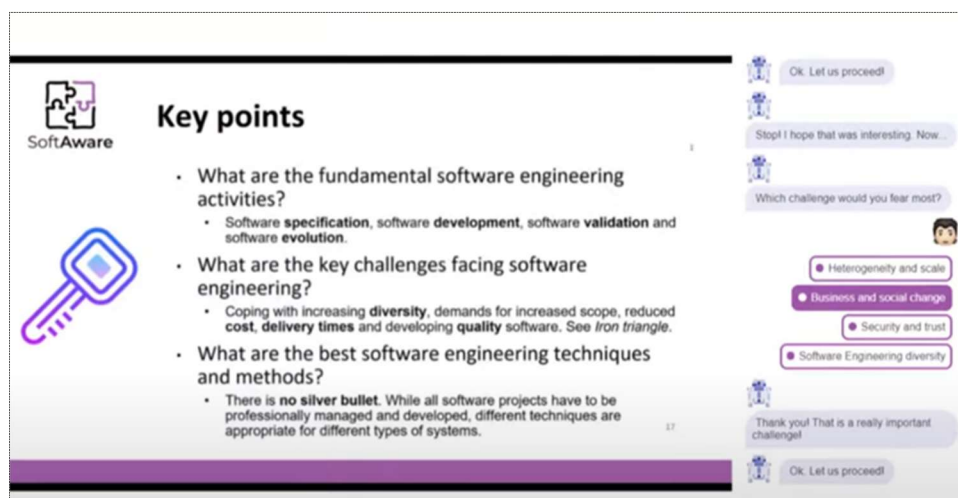 SoftAware
Key points
1
• What are the fundamental software engineering
activities?
• Software specification, software development, software validation and
software evolution.
• What are the key challenges facing software
engineering?
• Coping with increasing diversity, demands for increased scope, reduced
cost, delivery times and developing quality software. See Iron triangle.
• What are the best software engineering techniques
and methods?
• There is no silver bullet. While all software projects have to be
professionally managed and developed, different techniques are
appropriate for different types of systems.
17
Ok. Let us proceed!
Stop! I hope that was interesting. Now...
Which challenge would you fear most?
Heterogeneity and scale
Business and social change
Security and trust
Software Engineering diversity
Thank you! That is a really important
challenge!
Ok. Let us proceed!